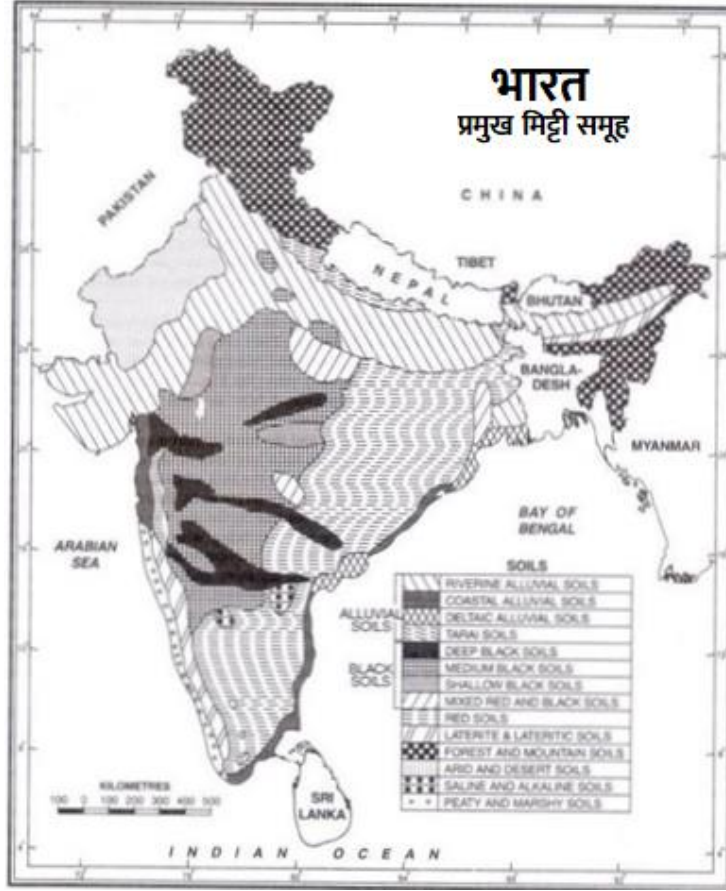 भारत
प्रमुख मिट्टी समूह
PAKISTAN
CHINA
TIBET
NEPAL
BHUTAN
BANGLA-
DESH
MYANMAR
ARABIAN
SEA
BAY OF
BENGAL
SOILS
ALLUVIAL
SOILS
BLACK
SOILS
RIVERINE ALLUVIAL SOILS
COASTAL ALLUVIAL SOILS
DELTAIC ALLUVIAL SOILS
TARAI SOILS
DEEP BLACK SOILS
MEDIUM BLACK SOILS
SHALLOW BLACK SOILS
MIXED RED AND BLACK SOILS
RED SOILS
LATERITE & LATERITIC SOILS
FOREST AND MOUNTAIN SOILS
ARID AND DESERT SOILS
SALINE AND ALKALINE SOILS
PEATY AND MARSHY SOILS
KILOMETRES
100 0 100 200 300 400 500
SRI
LANKA
INDIAN OCEAN